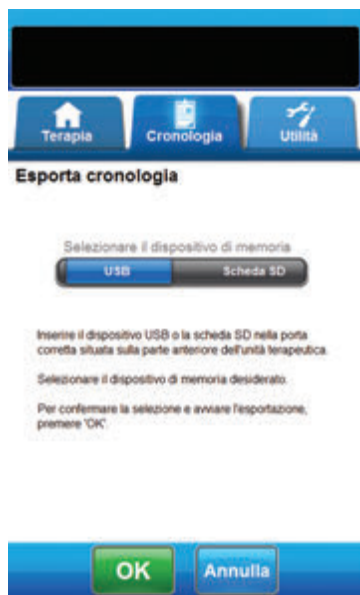 Terapia Cronologia Utilità
Esporta cronologia
Selezionare il dispositivo di memoria
USB Scheda SD
Inserire il dispositivo USB o la scheda SD nella porta
corretta situata sulla parte anteriore dell'unità terapeutica.
Selezionare il dispositivo di memoria desiderato.
Per confermare la selezione e avviare l'esportazione,
premere 'OK'.
OK Annulla